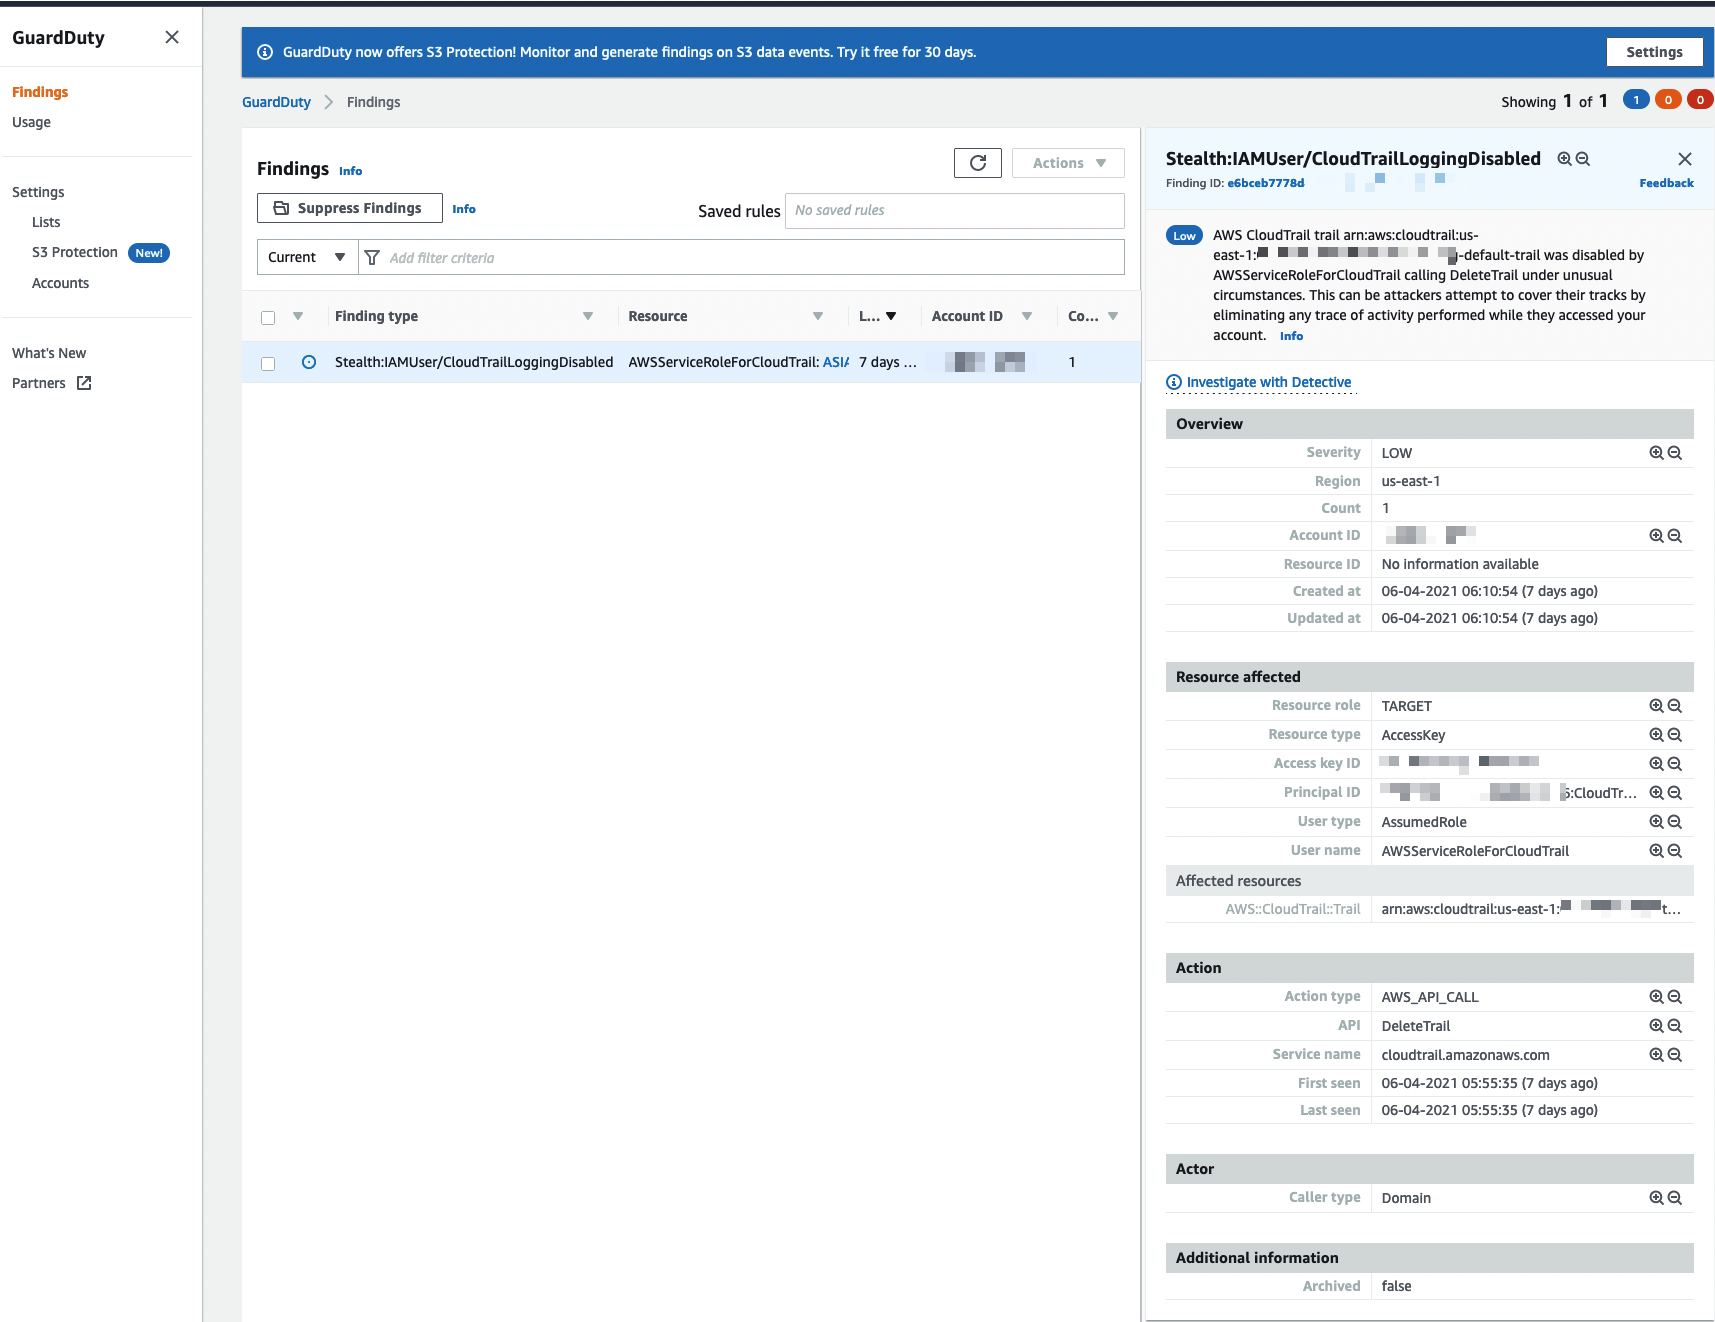 GuardDuty
Findings
Usage
Settings
Lists
S3 Protection New!
Accounts
What's New
Partners
GuardDuty now offers S3 Protection! Monitor and generate findings on S3 data events. Try it free for 30 days.
Settings
GuardDuty Findings
Showing 1 of 1 1 0 0
Findings Info
Actions
Suppress Findings Info
Saved rules No saved rules
Current Add filter criteria
Finding type Resource L... Account ID Co...
Stealth:IAMUser/CloudTrailLoggingDisabled AWSServiceRoleForCloudTrail: ASIA 7 days ... 1
Stealth:IAMUser/CloudTrailLoggingDisabled
Finding ID: e6bceb7778d
Feedback
Low
AWS CloudTrail trail arn:aws:cloudtrail:us-
east-1: -default-trail was disabled by
AWSServiceRoleForCloudTrail calling DeleteTrail under unusual
circumstances. This can be attackers attempt to cover their tracks by
eliminating any trace of activity performed while they accessed your
account. Info
Investigate with Detective
Overview
Severity LOW
Region us-east-1
Count 1
Account ID
Resource ID No information available
Created at 06-04-2021 06:10:54 (7 days ago)
Updated at 06-04-2021 06:10:54 (7 days ago)
Resource affected
Resource role TARGET
Resource type AccessKey
Access key ID
Principal ID :CloudTr...
User type AssumedRole
User name AWSServiceRoleForCloudTrail
Affected resources
AWS::CloudTrail::Trail arn:aws:cloudtrail:us-east-1: t...
Action
Action type AWS_API_CALL
API DeleteTrail
Service name cloudtrail.amazonaws.com
First seen 06-04-2021 05:55:35 (7 days ago)
Last seen 06-04-2021 05:55:35 (7 days ago)
Actor
Caller type Domain
Additional information
Archived false